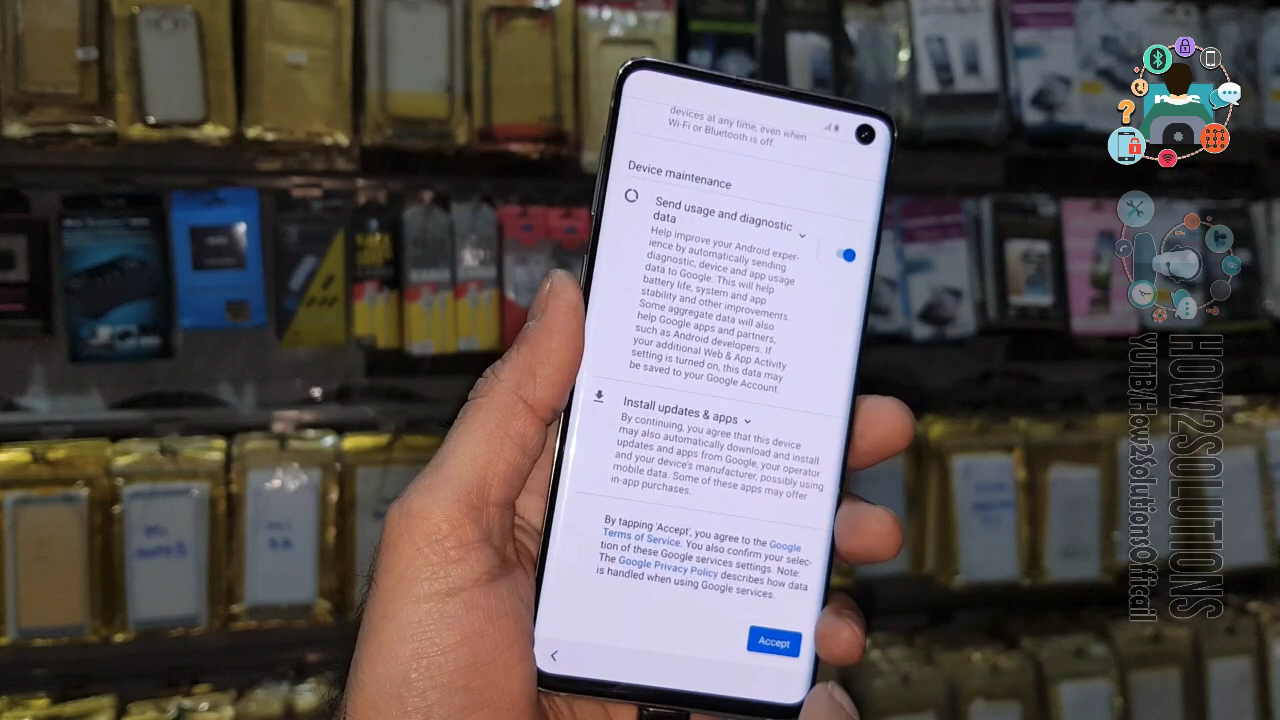 devices at any time, even when
Wi-Fi or Bluetooth is off.
Device maintenance
Send usage and diagnostic
data
Help improve your Android exper-
ience by automatically sending
diagnostic, device and app usage
data to Google. This will help
battery life, system and app
stability and other improvements.
Some aggregate data will also
help Google apps and partners,
such as Android developers. If
your additional Web & App Activity
setting is turned on, this data may
be saved to your Google Account.
Install updates & apps
By continuing, you agree that this device
may also automatically download and install
updates and apps from Google, your operator
and your device's manufacturer, possibly using
mobile data. Some of these apps may offer
in-app purchases.
By tapping 'Accept', you agree to the Google
Terms of Service. You also confirm your selec-
tion of these Google services settings. Note:
The Google Privacy Policy describes how data
is handled when using Google services.
Accept
HOW2SOLUTIONS
YUTB/How2SolutionsOfficail